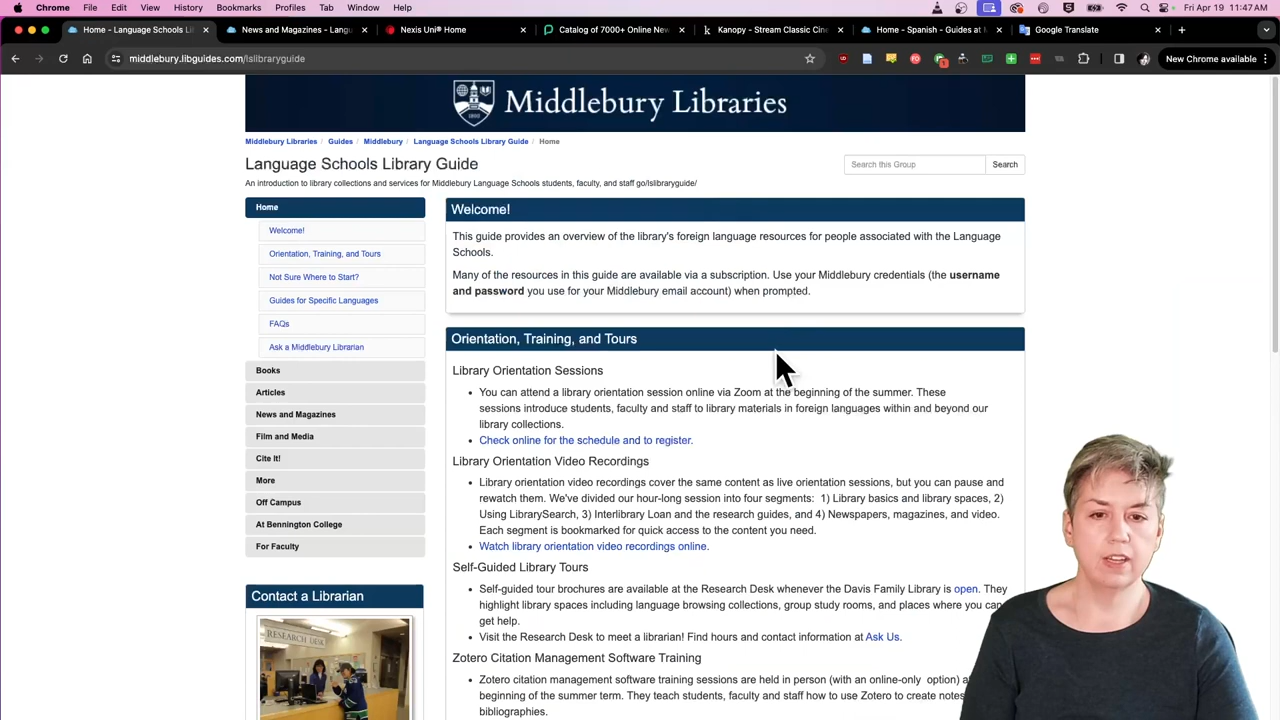 Chrome File Edit View History Bookmarks Profiles Tab Window Help Fri Apr 19 11:47 AM
Home - Language Schools Li News and Magazines - Langu Nexis Uni® Home Catalog of 7000+ Online New Kanopy - Stream Classic Cin Home - Spanish - Guides at Google Translate
middlebury.libguides.com/lslibraryguide New Chrome available
Middlebury Libraries
Middlebury Libraries / Guides / Middlebury / Language Schools Library Guide / Home
Language Schools Library Guide
Search this Group Search
An introduction to library collections and services for Middlebury Language Schools students, faculty, and staff go/lslibraryguide/
Home
Welcome!
Orientation, Training, and Tours
Not Sure Where to Start?
Guides for Specific Languages
FAQs
Ask a Middlebury Librarian
Books
Articles
News and Magazines
Film and Media
Cite It!
More
Off Campus
At Bennington College
For Faculty
Contact a Librarian
RESEARCH DESK
Welcome!
This guide provides an overview of the library's foreign language resources for people associated with the Language
Schools.
Many of the resources in this guide are available via a subscription. Use your Middlebury credentials (the username
and password you use for your Middlebury email account) when prompted.
Orientation, Training, and Tours
Library Orientation Sessions
• You can attend a library orientation session online via Zoom at the beginning of the summer. These
sessions introduce students, faculty and staff to library materials in foreign languages within and beyond our
library collections.
• Check online for the schedule and to register.
Library Orientation Video Recordings
• Library orientation video recordings cover the same content as live orientation sessions, but you can pause and
rewatch them. We've divided our hour-long session into four segments: 1) Library basics and library spaces, 2)
Using LibrarySearch, 3) Interlibrary Loan and the research guides, and 4) Newspapers, magazines, and video.
Each segment is bookmarked for quick access to the content you need.
• Watch library orientation video recordings online.
Self-Guided Library Tours
• Self-guided tour brochures are available at the Research Desk whenever the Davis Family Library is open. They
highlight library spaces including language browsing collections, group study rooms, and places where you can
get help.
• Visit the Research Desk to meet a librarian! Find hours and contact information at Ask Us.
Zotero Citation Management Software Training
• Zotero citation management software training sessions are held in person (with an online-only option) a
beginning of the summer term. They teach students, faculty and staff how to use Zotero to create notes
bibliographies.